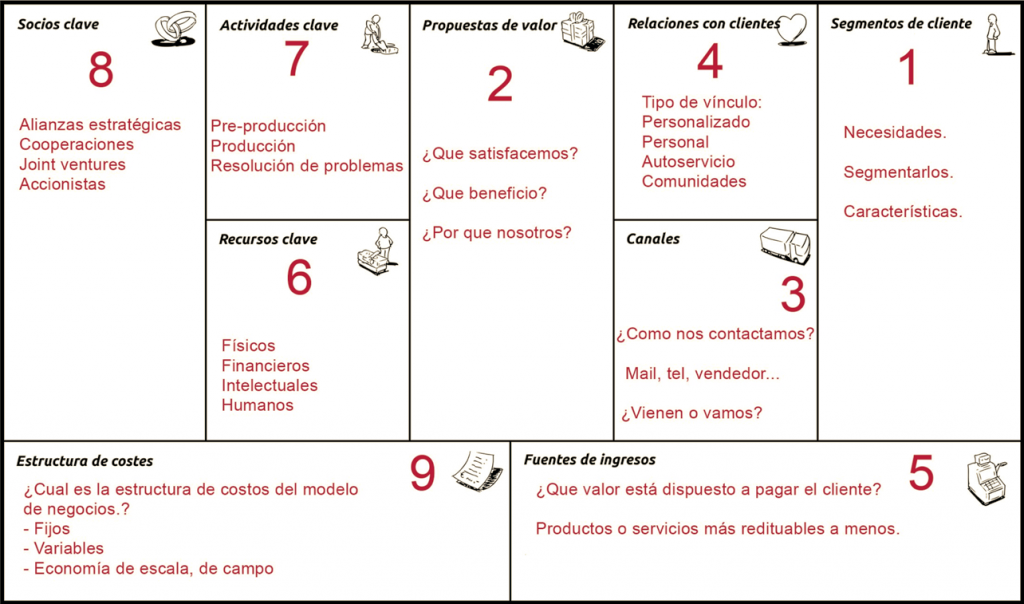 Socios clave
8
Alianzas estratégicas
Cooperaciones
Joint ventures
Accionistas
Actividades clave
7
Pre-producción
Producción
Resolución de problemas
Recursos clave
6
Físicos
Financieros
Intelectuales
Humanos
Propuestas de valor
2
¿Que satisfacemos?
¿Que beneficio?
¿Por que nosotros?
Relaciones con clientes
4
Tipo de vínculo:
Personalizado
Personal
Autoservicio
Comunidades
Canales
3
¿Como nos contactamos?
Mail, tel, vendedor...
¿Vienen o vamos?
Segmentos de cliente
1
Necesidades.
Segmentarlos.
Características.
Estructura de costes
9
¿Cual es la estructura de costos del modelo
de negocios.?
- Fijos
- Variables
- Economía de escala, de campo
Fuentes de ingresos
5
¿Que valor está dispuesto a pagar el cliente?
Productos o servicios más redituables a menos.